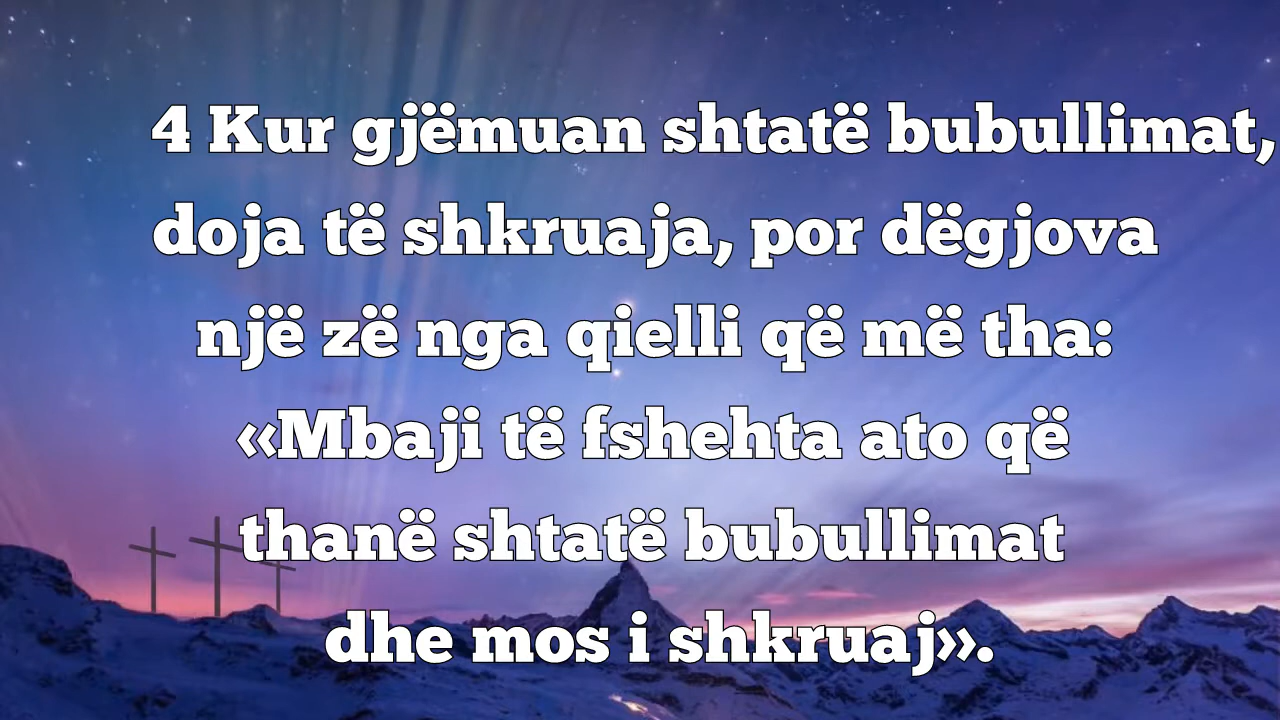 4 Kur gjëmuan shtatë bubullimat,
doja të shkruaja, por dëgjova
një zë nga qielli që më tha:
«Mbaji të fshehta ato që
thanë shtatë bubullimat
dhe mos i shkruaj».